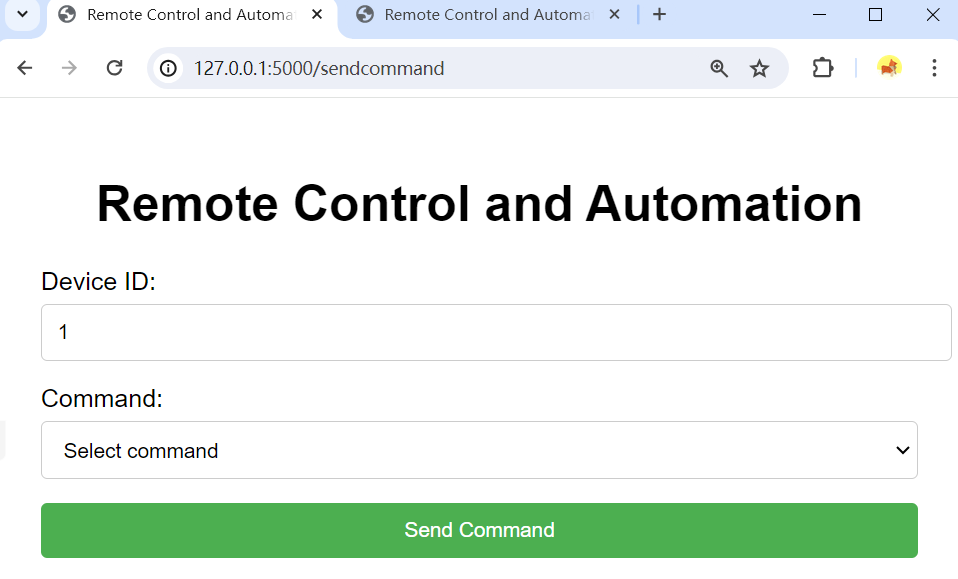 Remote Control and Automa
Remote Control and Automa
127.0.0.1:5000/sendcommand
Remote Control and Automation
Device ID:
1
Command:
Select command
Send Command